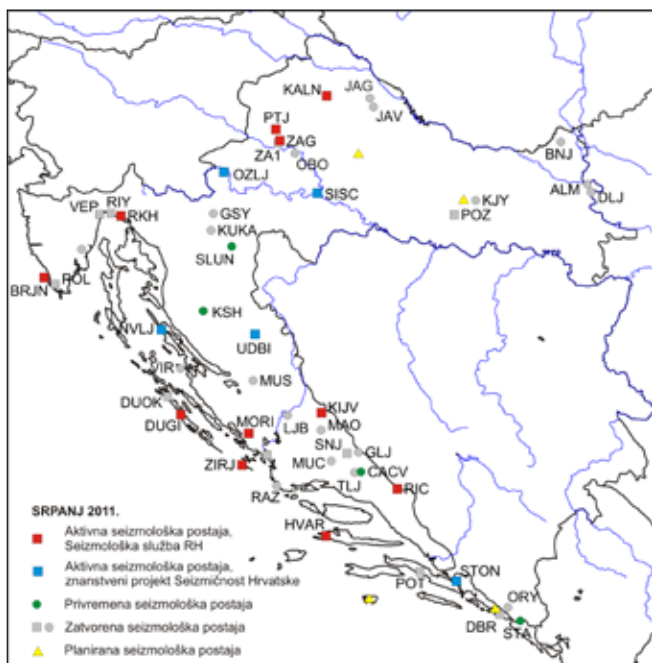 KALN
JAG
JAV
PTJ
ZAG
ZA1
OBO
BNJ
OZLJ
ALM
DLJ
SISC
KJY
POZ
RIY
VEP
RKH
GSY
KUKA
SLUN
POL
BRJN
KSH
NVLJ
UDBI
VIR
MUS
DUOK
DUGI
MORI
LJB
KIJV
MAO
SNJ
GLJ
ZIRJ
MUC
CACV
TLJ
RAZ
RIC
HVAR
STON
POT
ORY
DBR
STA
SRPANJ 2011.
Aktivna seizmološka postaja,
Seizmološka služba RH
Aktivna seizmološka postaja,
znanstveni projekt Seizmičnost Hrvatske
Privremena seizmološka postaja
Zatvorena seizmološka postaja
Planirana seizmološka postaja